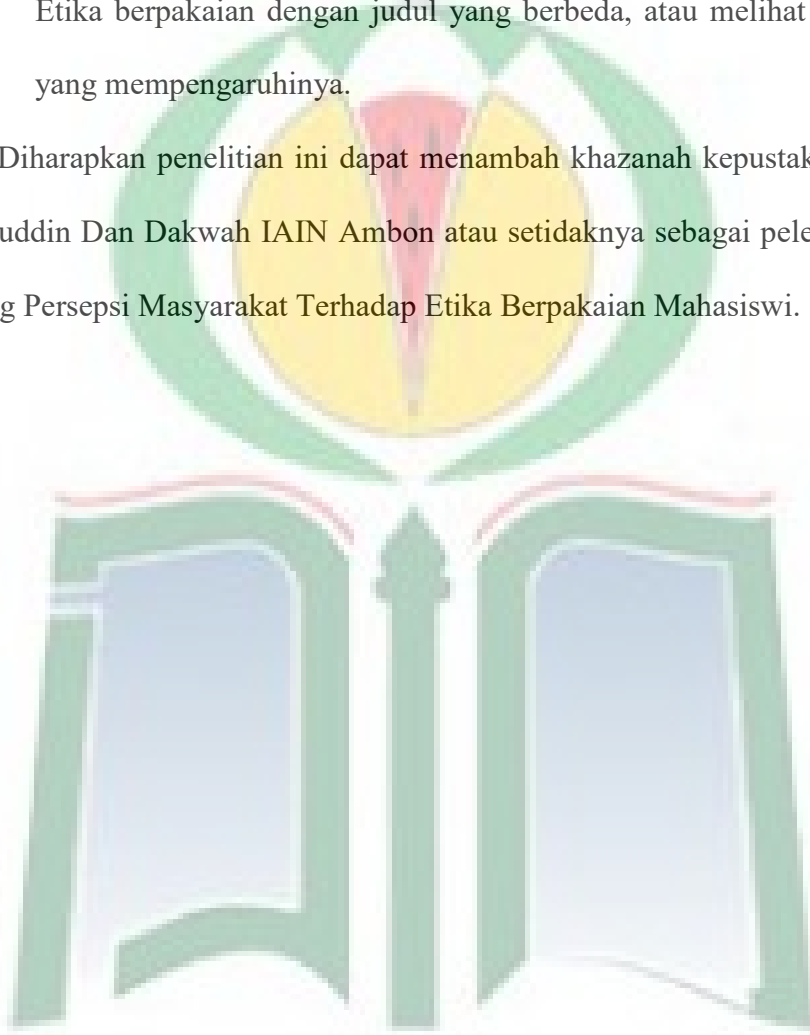 Etika berpakaian dengan judul yang berbeda, atau melihat
yang mempengaruhinya.
Diharapkan penelitian ini dapat menambah khazanah kepustak
uddin Dan Dakwah IAIN Ambon atau setidaknya sebagai pele
g Persepsi Masyarakat Terhadap Etika Berpakaian Mahasiswi.